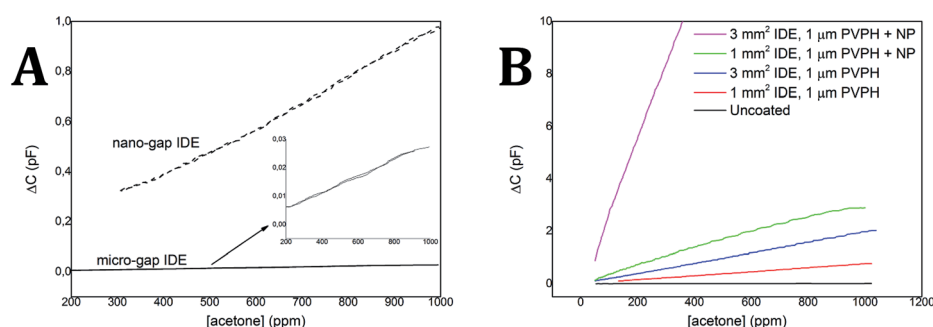 A
ΔC (pF)
1,0
0,8
0,6
0,4
0,2
0,0
nano-gap IDE
micro-gap IDE
0,03
0,02
0,01
0,00
200 400 600 800 1000
200 300 400 500 600 700 800 900 1000
[acetone] (ppm)
B
ΔC (pF)
10
8
6
4
2
0
3 mm² IDE, 1 μm PVPH + NP
1 mm² IDE, 1 μm PVPH + NP
3 mm² IDE, 1 μm PVPH
1 mm² IDE, 1 μm PVPH
Uncoated
0 200 400 600 800 1000 1200
[acetone] (ppm)